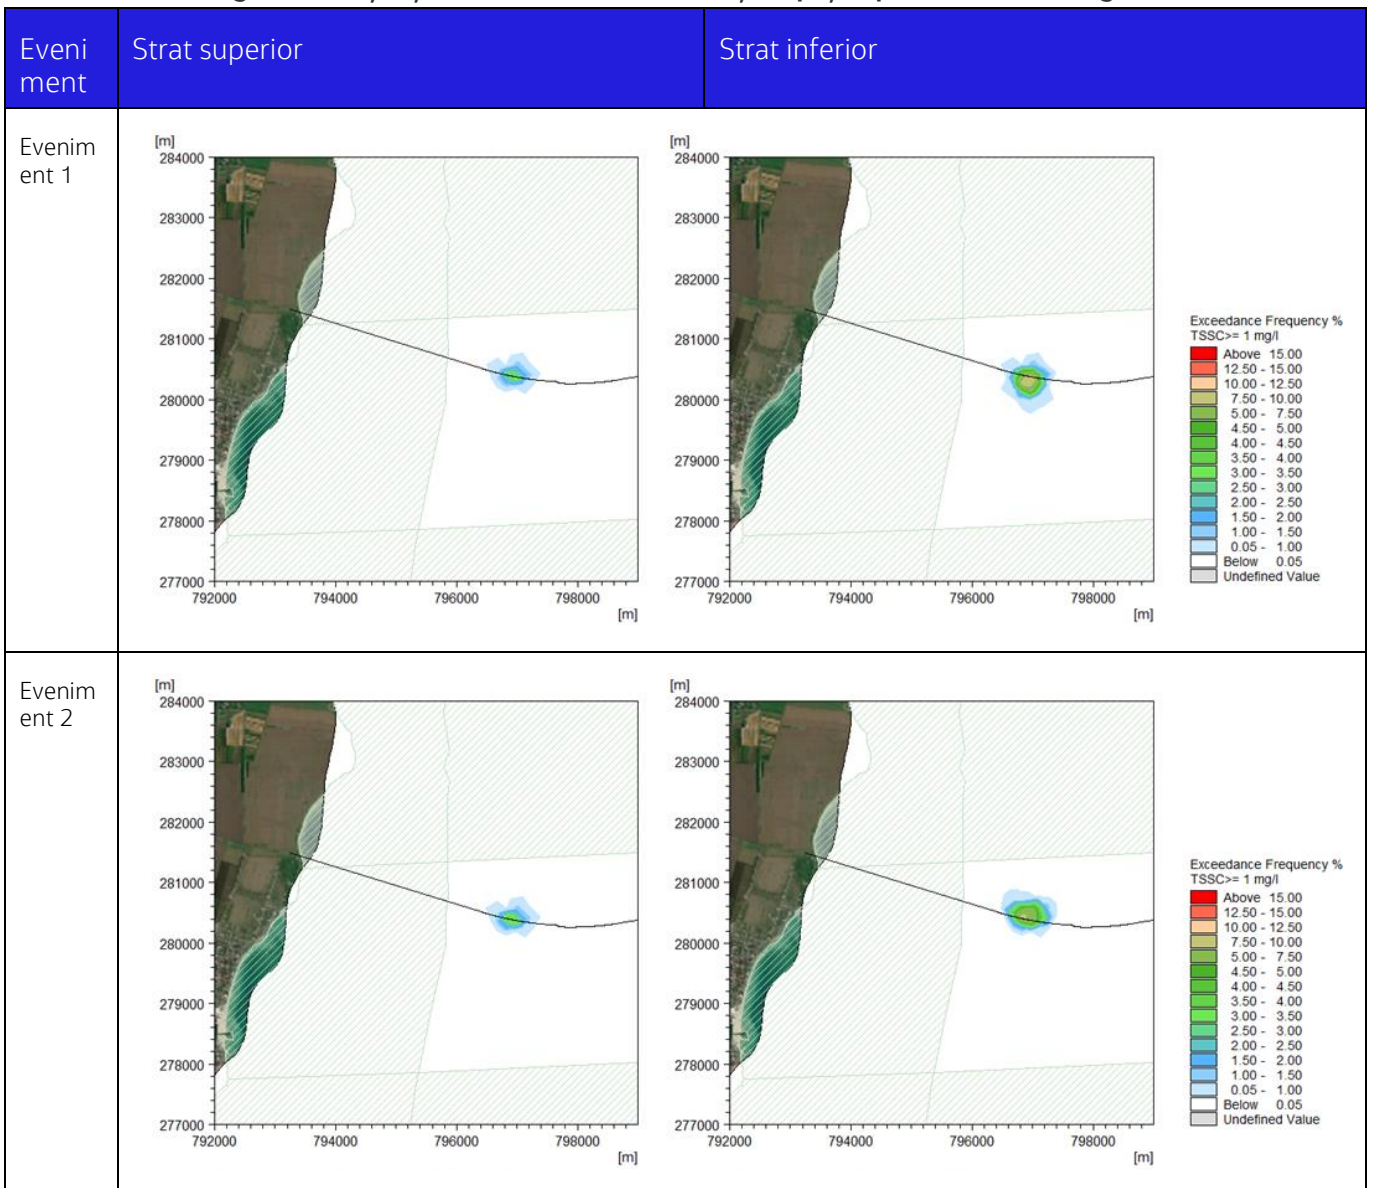 Eveni
ment
Strat superior
Strat inferior
Evenim
ent 1
[m]
284000
283000
282000
281000
280000
279000
278000
277000
792000 794000 796000 798000
[m]
[m]
284000
283000
282000
281000
280000
279000
278000
277000
792000 794000 796000 798000
[m]
Exceedance Frequency %
TSSC>= 1 mg/l
Above 15.00
12.50 - 15.00
10.00 - 12.50
7.50 - 10.00
5.00 - 7.50
4.50 - 5.00
4.00 - 4.50
3.50 - 4.00
3.00 - 3.50
2.50 - 3.00
2.00 - 2.50
1.50 - 2.00
1.00 - 1.50
0.05 - 1.00
Below 0.05
Undefined Value
Evenim
ent 2
[m]
284000
283000
282000
281000
280000
279000
278000
277000
792000 794000 796000 798000
[m]
[m]
284000
283000
282000
281000
280000
279000
278000
277000
792000 794000 796000 798000
[m]
Exceedance Frequency %
TSSC>= 1 mg/l
Above 15.00
12.50 - 15.00
10.00 - 12.50
7.50 - 10.00
5.00 - 7.50
4.50 - 5.00
4.00 - 4.50
3.50 - 4.00
3.00 - 3.50
2.50 - 3.00
2.00 - 2.50
1.50 - 2.00
1.00 - 1.50
0.05 - 1.00
Below 0.05
Undefined Value